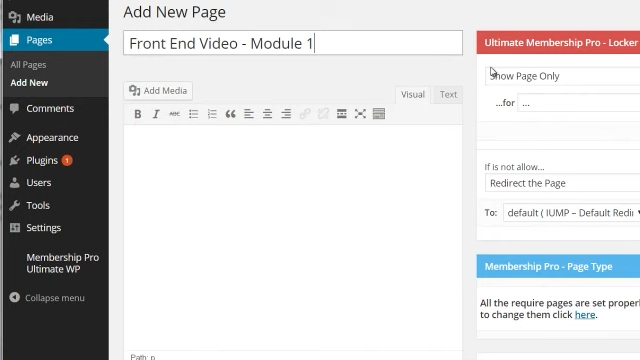 Media
Pages
All Pages
Add New
Comments
Appearance
Plugins 1
Users
Tools
Settings
Membership Pro
Ultimate WP
Collapse menu
Add New Page
Front End Video - Module 1
Add Media
Visual Text
B I ABC
Path: p
Ultimate Membership Pro - Locker
Show Page Only
...for ...
If is not allow...
Redirect the Page
To: default ( IUMP – Default Redir
Membership Pro - Page Type
All the require pages are set proper
to change them click here.